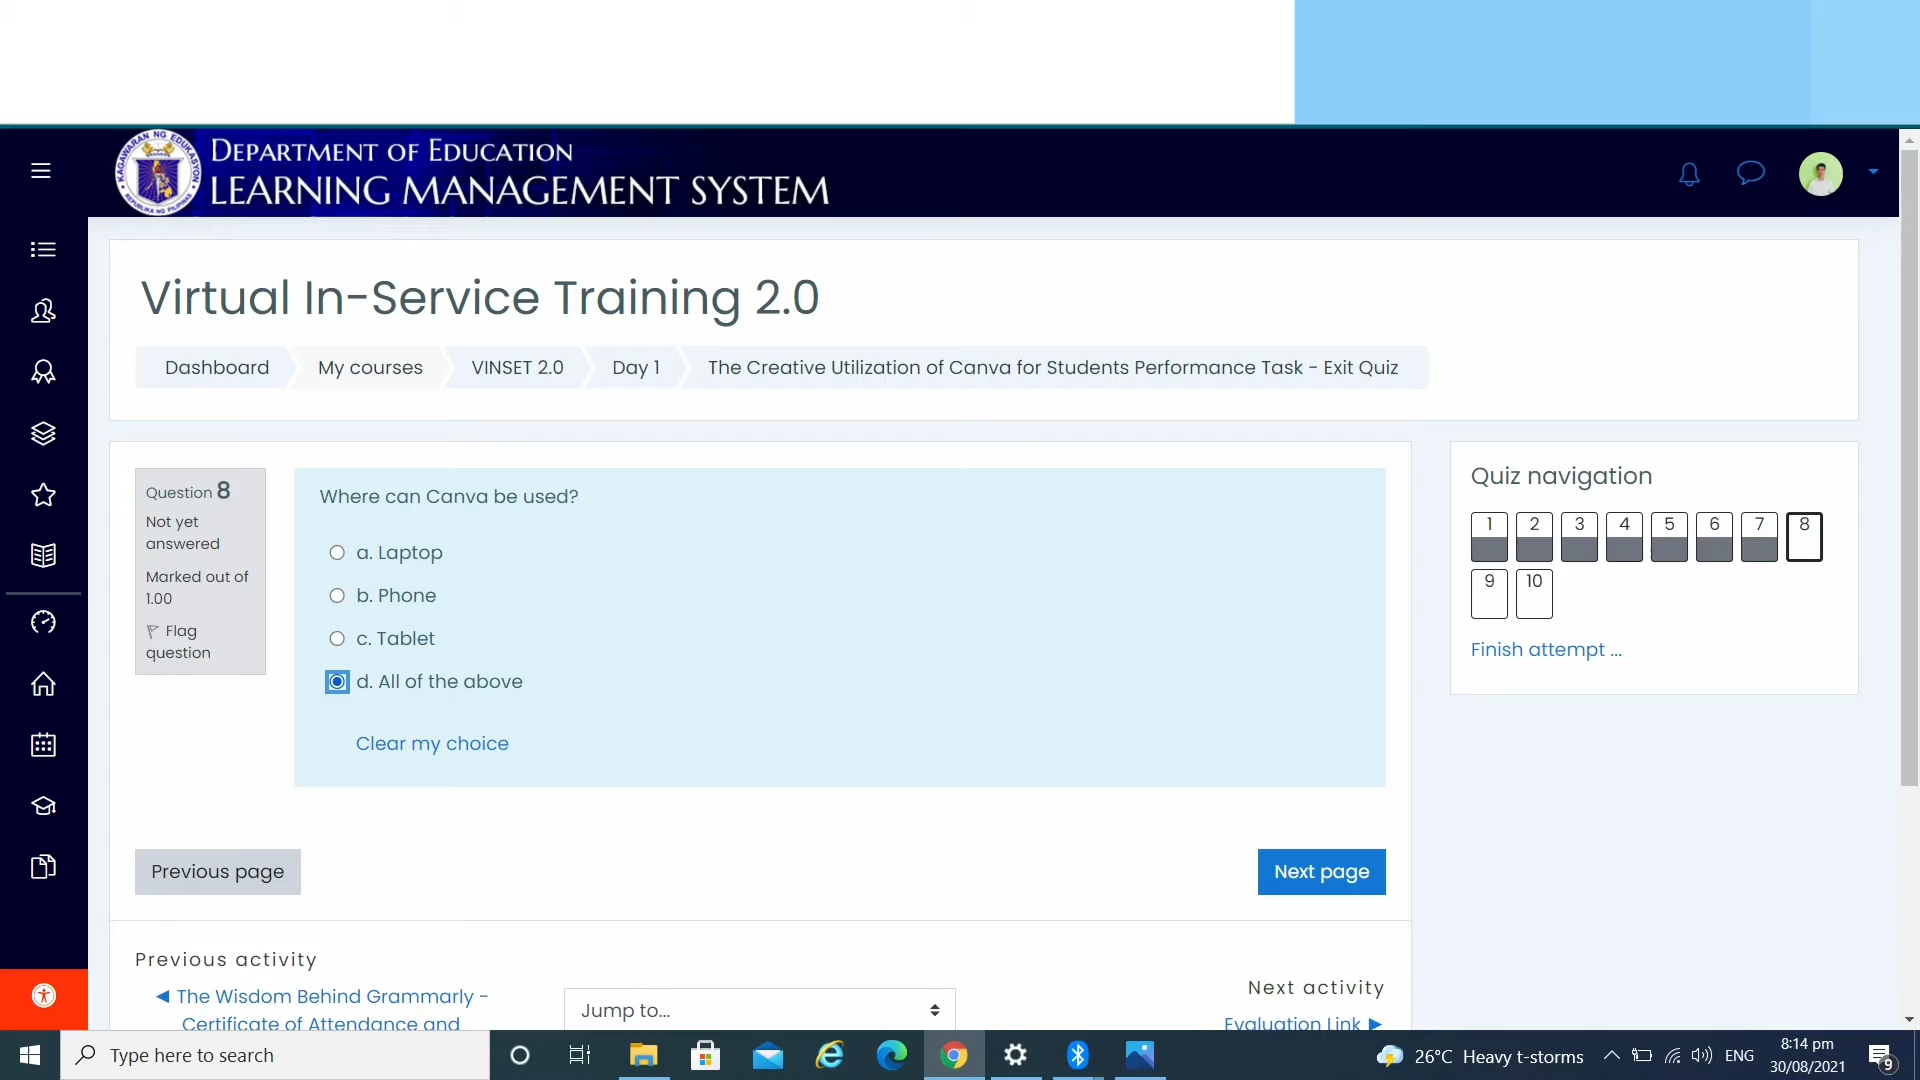 DEPARTMENT OF EDUCATION
LEARNING MANAGEMENT SYSTEM
Virtual In-Service Training 2.0
Dashboard My courses VINSET 2.0 Day 1 The Creative Utilization of Canva for Students Performance Task - Exit Quiz
Question 8
Not yet
answered
Marked out of
1.00
Flag
question
Where can Canva be used?
a. Laptop
b. Phone
c. Tablet
d. All of the above
Clear my choice
Previous page
Next page
Quiz navigation
1 2 3 4 5 6 7 8
9 10
Finish attempt ...
Previous activity
◀ The Wisdom Behind Grammarly -
Certificate of Attendance and
Jump to...
Next activity
Evaluation Link ▶
Type here to search
26°C Heavy t-storms
ENG
8:14 pm
30/08/2021
9